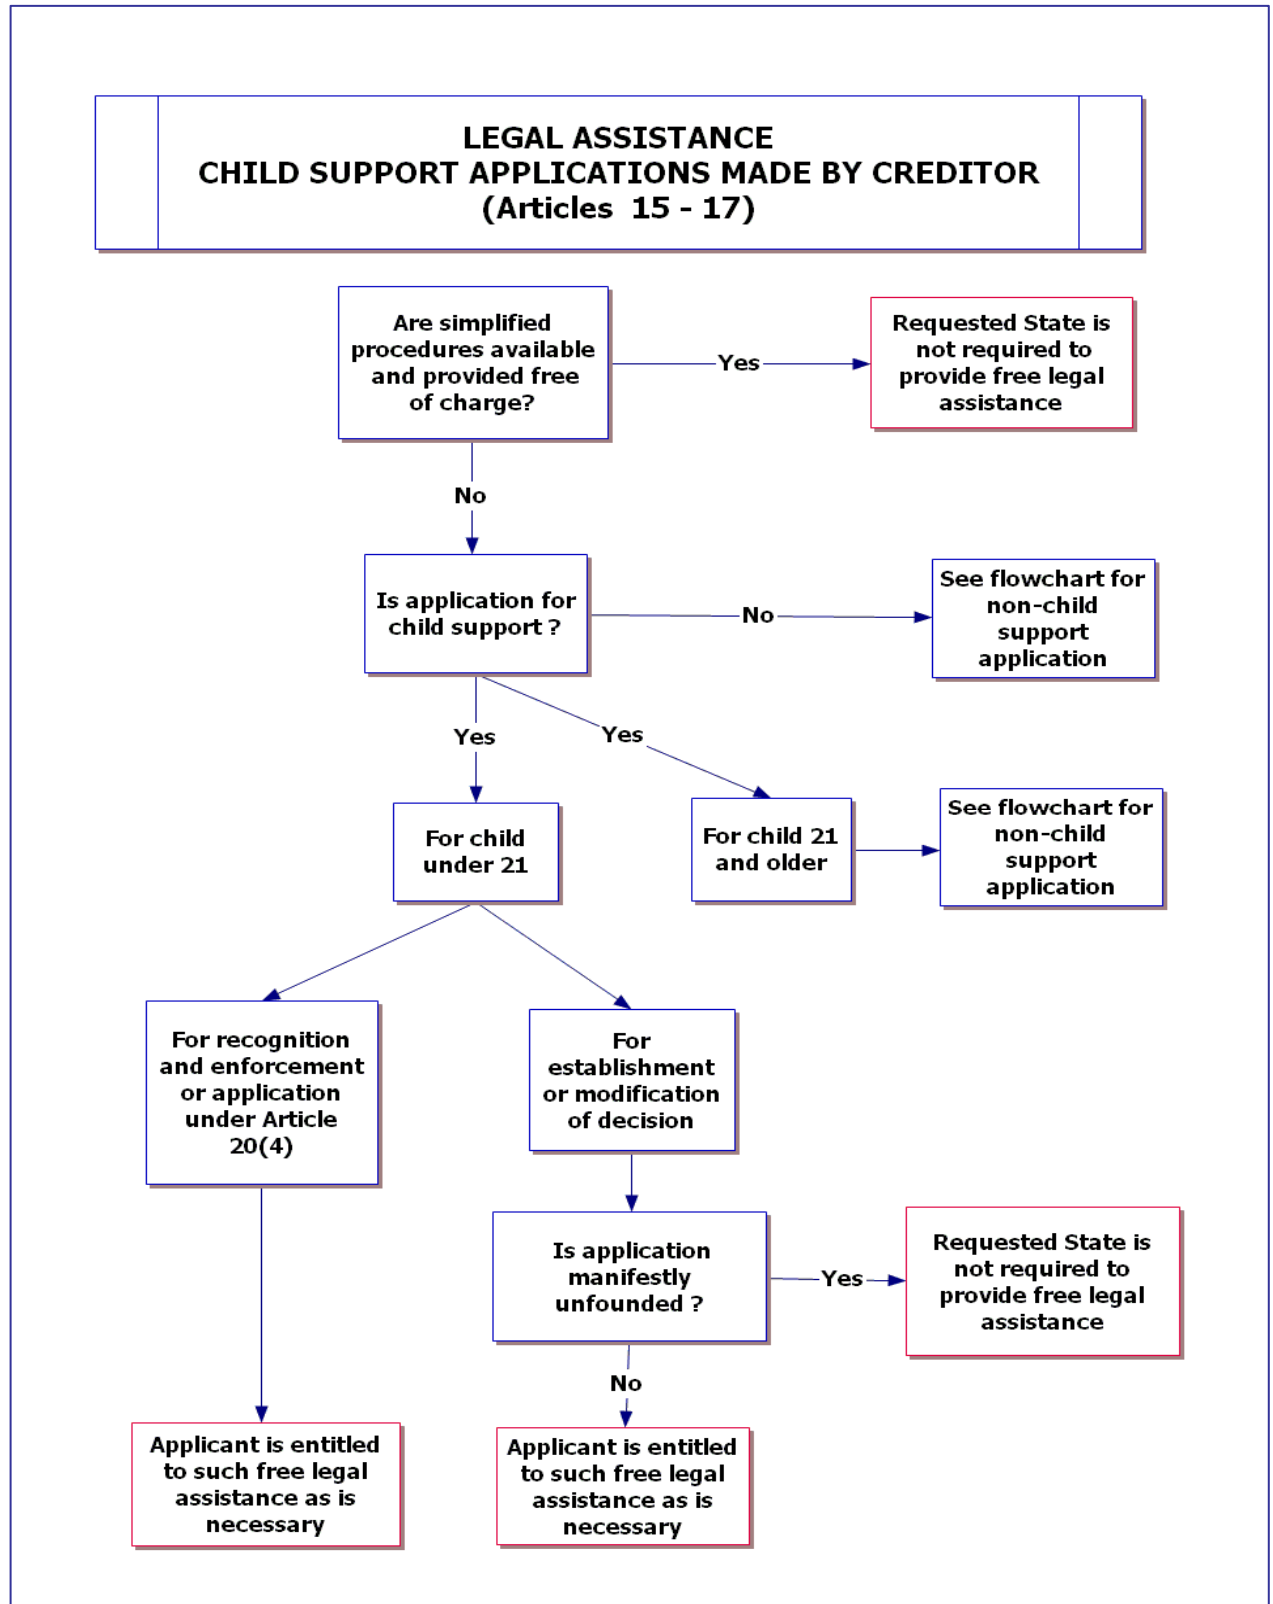 LEGAL ASSISTANCE
CHILD SUPPORT APPLICATIONS MADE BY CREDITOR
(Articles 15 - 17)
Are simplified
procedures available
and provided free
of charge?
Yes
Requested State is
not required to
provide free legal
assistance
No
Is application for
child support ?
No
See flowchart for
non-child
support
application
Yes
Yes
For child
under 21
For child 21
and older
See flowchart for
non-child
support
application
For recognition
and enforcement
or application
under Article
20(4)
For
establishment
or modification
of decision
Is application
manifestly
unfounded ?
Yes
Requested State is
not required to
provide free legal
assistance
No
Applicant is entitled
to such free legal
assistance as is
necessary
Applicant is entitled
to such free legal
assistance as is
necessary